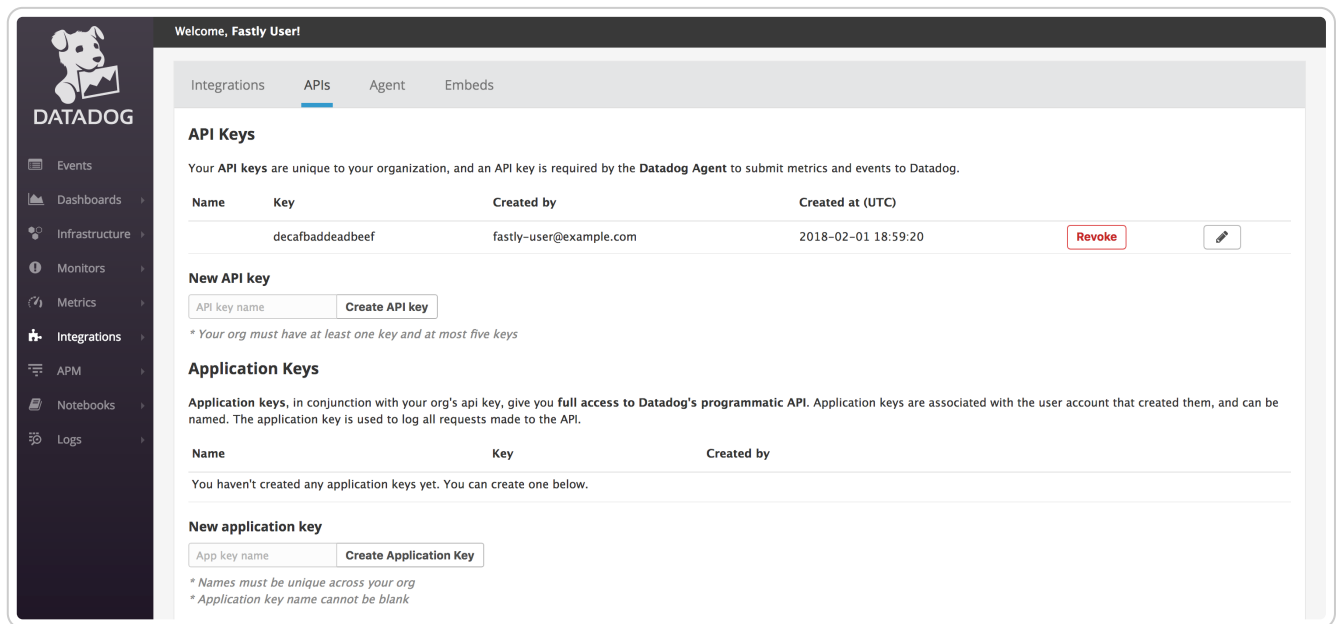 DATADOG
Events
Dashboards
Infrastructure
Monitors
Metrics
Integrations
APM
Notebooks
Logs
Welcome, Fastly User!
Integrations APIs Agent Embeds
API Keys
Your API keys are unique to your organization, and an API key is required by the Datadog Agent to submit metrics and events to Datadog.
Name Key Created by Created at (UTC)
decafbaddeadbeef fastly-user@example.com 2018-02-01 18:59:20 Revoke
New API key
API key name Create API key
* Your org must have at least one key and at most five keys
Application Keys
Application keys, in conjunction with your org's api key, give you full access to Datadog's programmatic API. Application keys are associated with the user account that created them, and can be
named. The application key is used to log all requests made to the API.
Name Key Created by
You haven't created any application keys yet. You can create one below.
New application key
App key name Create Application Key
* Names must be unique across your org
* Application key name cannot be blank